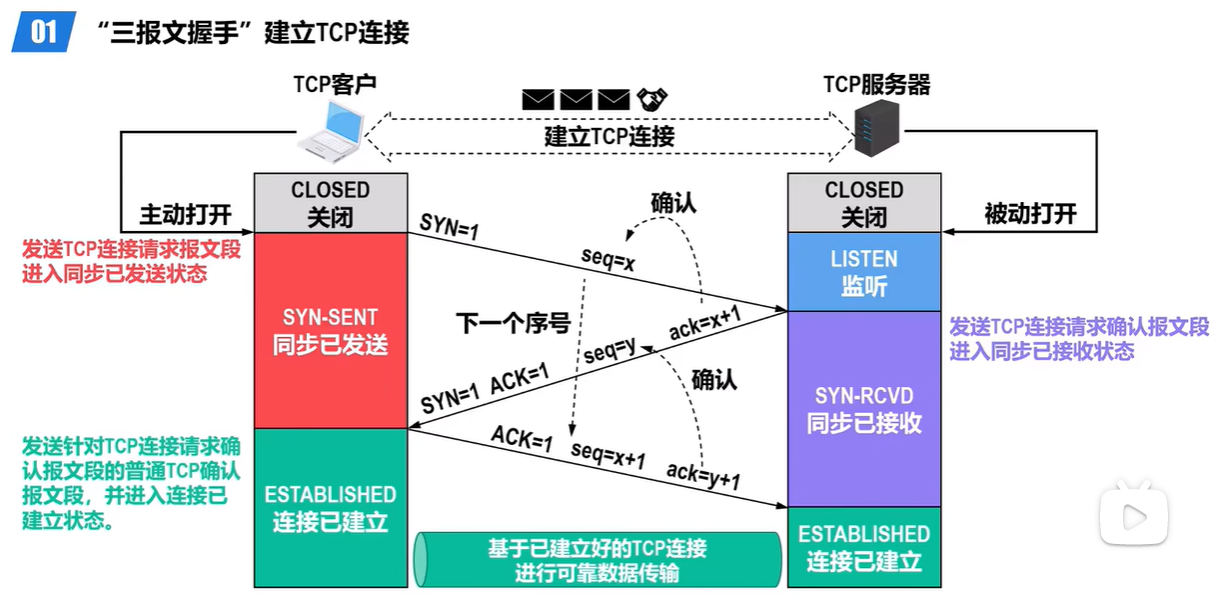 01
“三报文握手”建立TCP连接
TCP客户
TCP服务器
建立TCP连接
主动打开
被动打开
CLOSED
关闭
CLOSED
关闭
发送TCP连接请求报文段
进入同步已发送状态
SYN=1
seq=x
确认
LISTEN
监听
SYN-SENT
同步已发送
下一个序号
ack=x+1
seq=y
SYN=1 ACK=1
确认
发送TCP连接请求确认报文段
进入同步已接收状态
SYN-RCVD
同步已接收
发送针对TCP连接请求确
认报文段的普通TCP确认
报文段，并进入连接已
建立状态。
ACK=1
seq=x+1
ack=y+1
ESTABLISHED
连接已建立
ESTABLISHED
连接已建立
基于已建立好的TCP连接
进行可靠数据传输